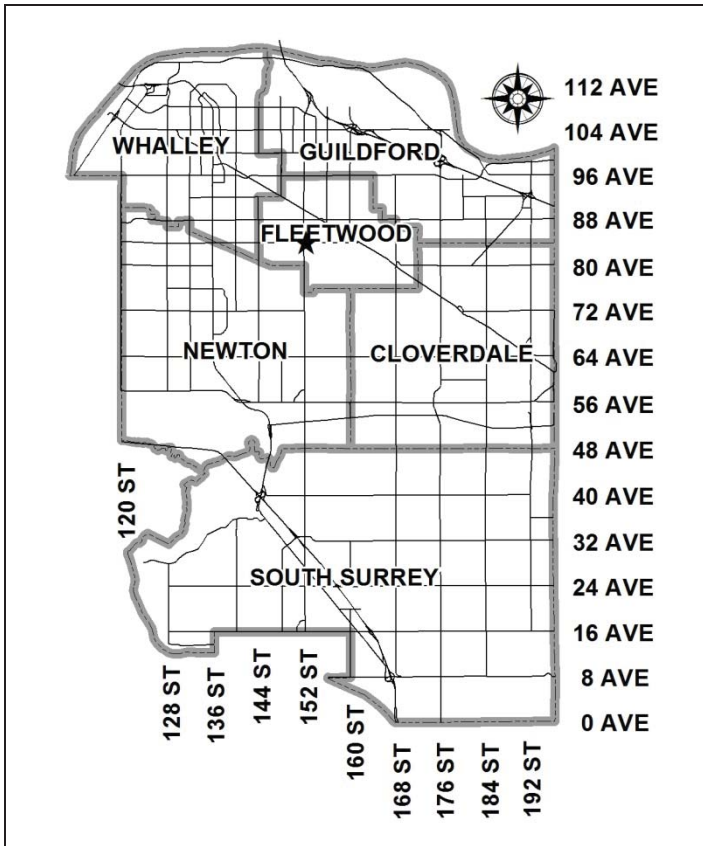 112 AVE
104 AVE
WHALLEY
GUILDFORD
96 AVE
88 AVE
FLEETWOOD
80 AVE
72 AVE
NEWTON
CLOVERDALE
64 AVE
56 AVE
48 AVE
120 ST
40 AVE
32 AVE
SOUTH SURREY
24 AVE
16 AVE
128 ST
136 ST
144 ST
152 ST
160 ST
8 AVE
0 AVE
168 ST
176 ST
184 ST
192 ST